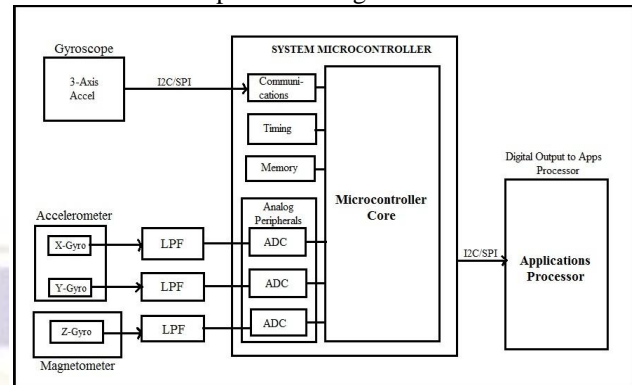 SYSTEM MICROCONTROLLER
Gyroscope
3-Axis
Accel
I2C/SPI
Communi-
cations
Timing
Memory
Microcontroller
Core
Analog
Peripherals
ADC
ADC
ADC
Accelerometer
X-Gyro
Y-Gyro
LPF
LPF
LPF
Z-Gyro
Magnetometer
I2C/SPI
Digital Output to Apps
Processor
Applications
Processor